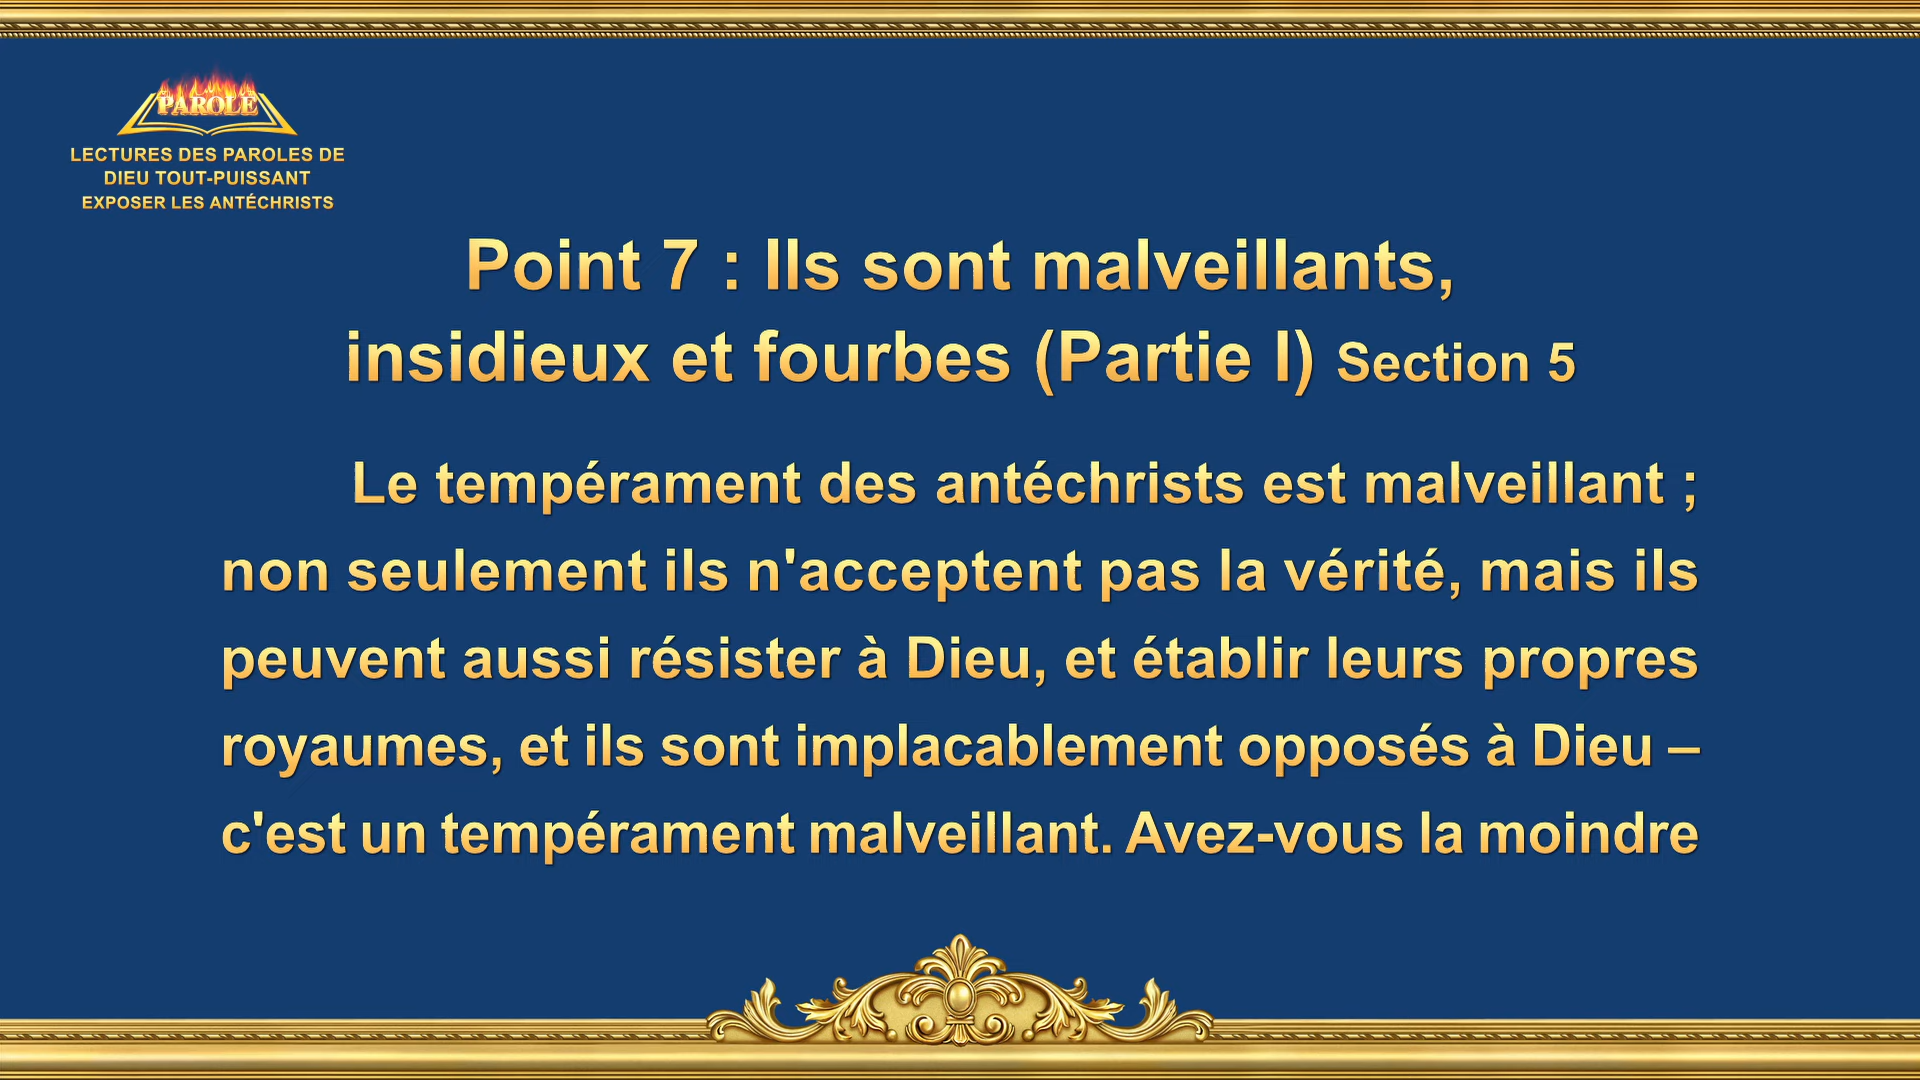 PAROLE
LECTURES DES PAROLES DE
DIEU TOUT-PUISSANT
EXPOSER LES ANTÉCHRISTS
Point 7 : Ils sont malveillants,
insidieux et fourbes (Partie I) Section 5
Le tempérament des antéchrists est malveillant ;
non seulement ils n'acceptent pas la vérité, mais ils
peuvent aussi résister à Dieu, et établir leurs propres
royaumes, et ils sont implacablement opposés à Dieu –
c'est un tempérament malveillant. Avez-vous la moindre